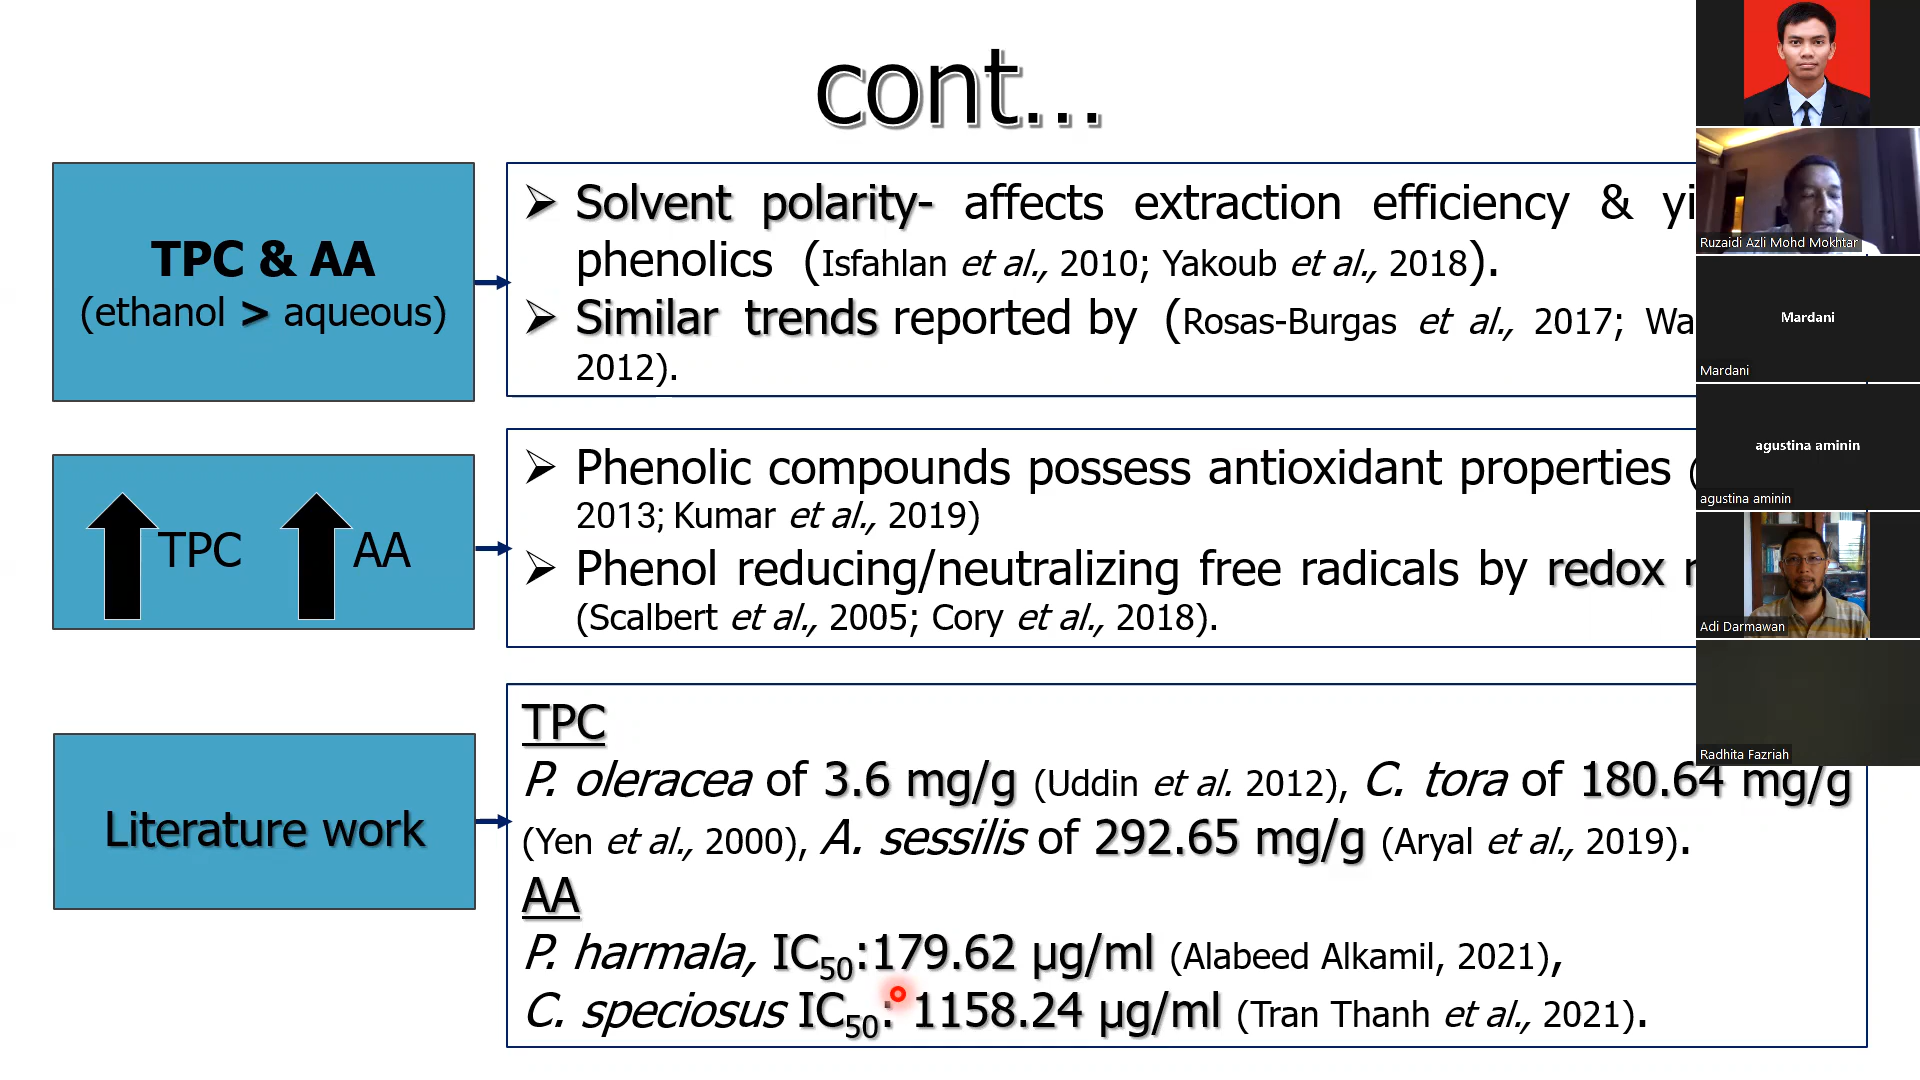 cont...
TPC & AA
(ethanol > aqueous)
➢ Solvent polarity- affects extraction efficiency &
phenolics (Isfahlan et al., 2010; Yakoub et al., 2018).
➢ Similar trends reported by (Rosas-Burgas et al., 2017;
2012).
TPC AA
➢ Phenolic compounds possess antioxidant properties
2013; Kumar et al., 2019)
➢ Phenol reducing/neutralizing free radicals by redox
(Scalbert et al., 2005; Cory et al., 2018).
Literature work
TPC
P. oleracea of 3.6 mg/g (Uddin et al. 2012), C. tora of 180.64 mg/g
(Yen et al., 2000), A. sessilis of 292.65 mg/g (Aryal et al., 2019).
AA
P. harmala, IC50:179.62 µg/ml (Alabeed Alkamil, 2021),
C. speciosus IC50: 1158.24 µg/ml (Tran Thanh et al., 2021).
Ruzaidi Azli Mohd Mokhtar
Mardani
Mardani
agustina aminin
agustina aminin
Adi Darmawan
Radhita Fazriah